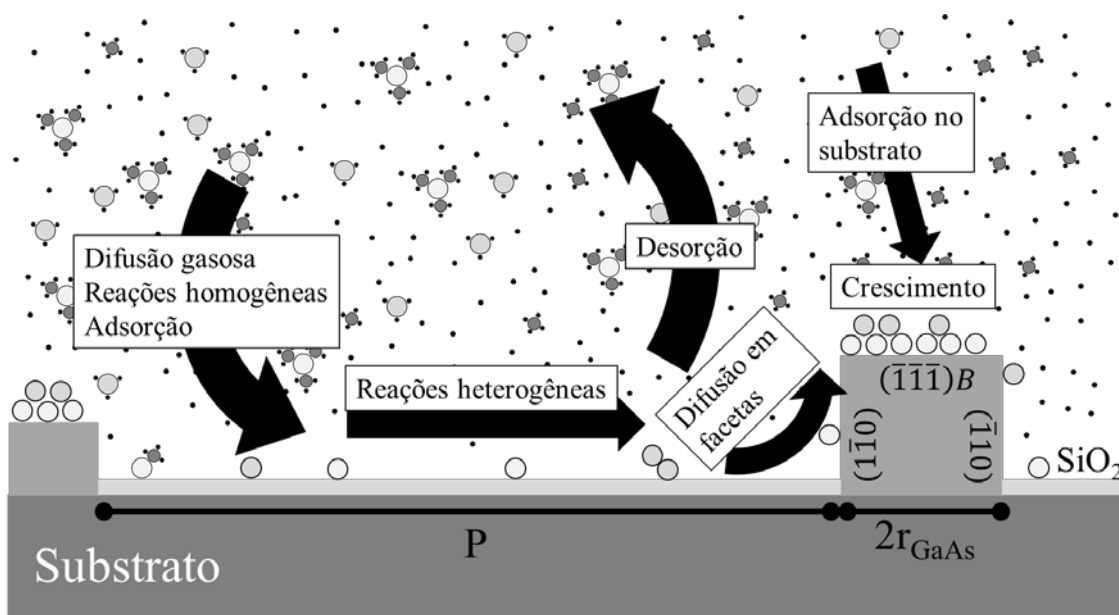 Adsorção no
substrato
Difusão gasosa
Reações homogêneas
Adsorção
Desorção
Crescimento
Reações heterogêneas
Difusão em
facetas
(1̅1̅1̅)B
(11̅0)
(1̅10)
SiO₂
P
2r_GaAs
Substrato